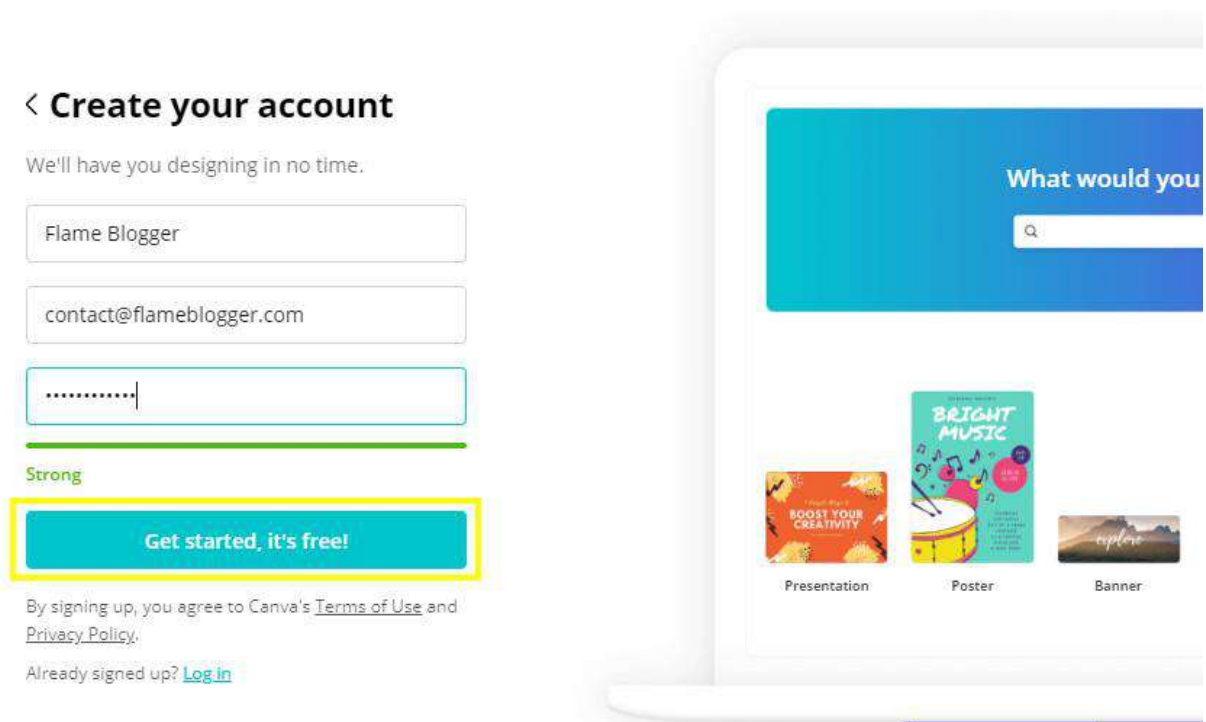 Create your account
We'll have you designing in no time.
Flame Blogger
contact@flameblogger.com
••••••••••••
Strong
Get started, it's free!
By signing up, you agree to Canva's Terms of Use and
Privacy Policy.
Already signed up? Log in
What would you
BRIGHT
MUSIC
BOOST YOUR
CREATIVITY
explore
Presentation
Poster
Banner